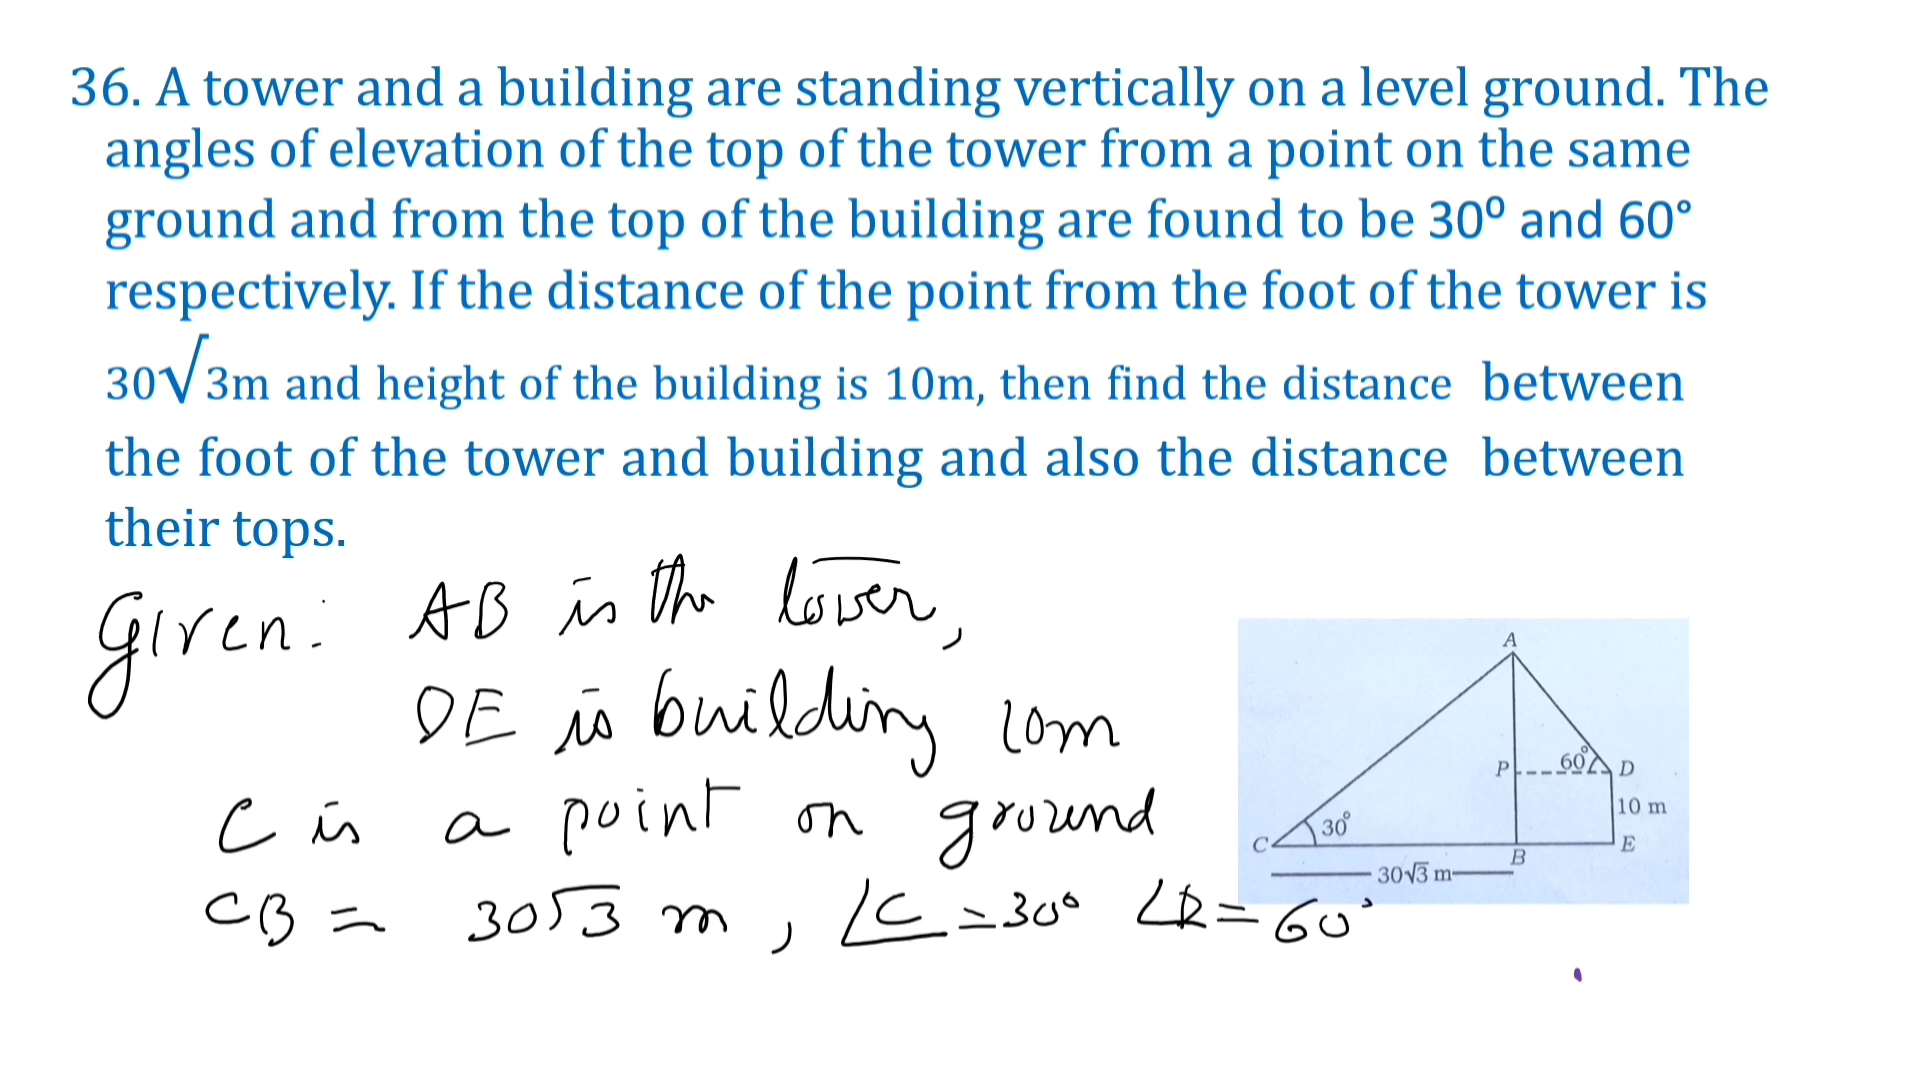 36. A tower and a building are standing vertically on a level ground. The
angles of elevation of the top of the tower from a point on the same
ground and from the top of the building are found to be 30⁰ and 60°
respectively. If the distance of the point from the foot of the tower is
30√3m and height of the building is 10m, then find the distance between
the foot of the tower and building and also the distance between
their tops.
Given: AB is the tower,
DE is building 10m
C is a point on ground
CB = 30√3 m, ∠C = 30° ∠D = 60°
A
P 60° D
10 m
C 30° B E
30√3 m